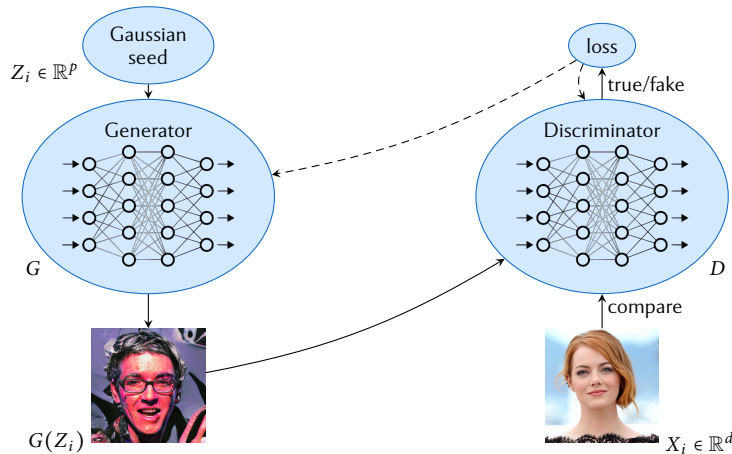 Gaussian
seed
Z_i ∈ ℝ^p
Generator
G
G(Z_i)
loss
true/fake
Discriminator
D
compare
X_i ∈ ℝ^d